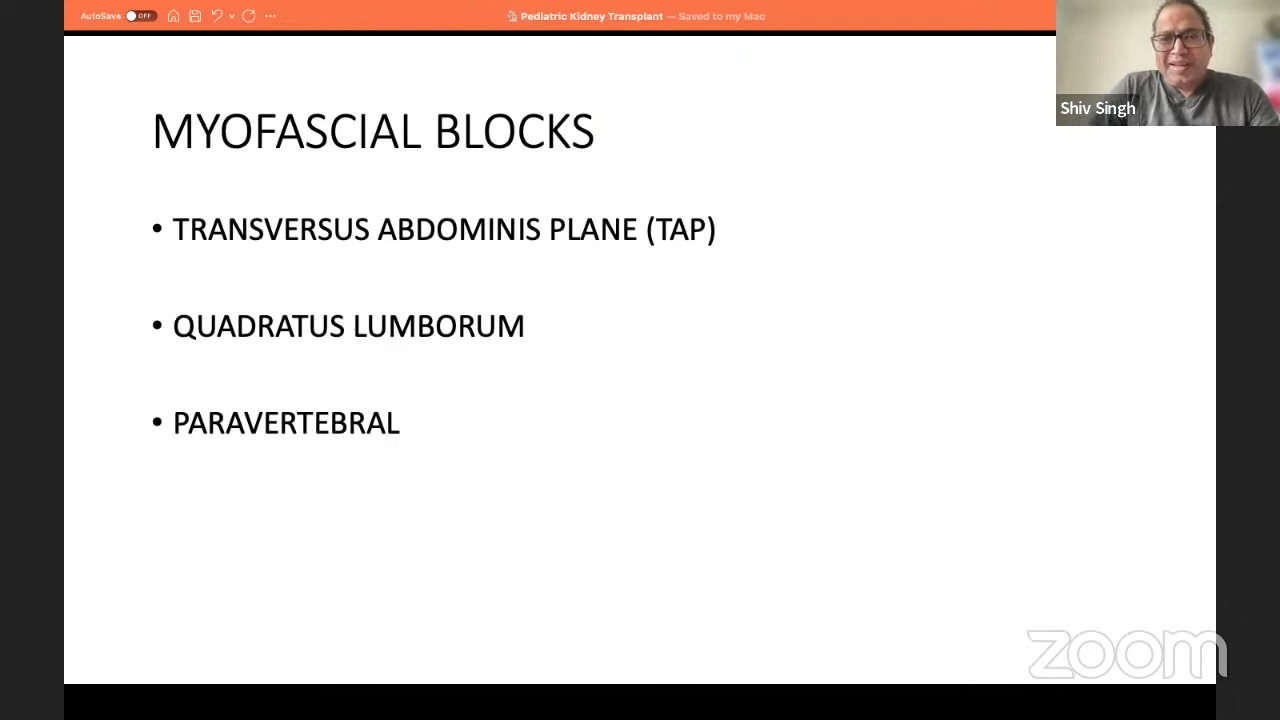 AutoSave OFF
Pediatric Kidney Transplant — Saved to my Mac
Shiv Singh
MYOFASCIAL BLOCKS
• TRANSVERSUS ABDOMINIS PLANE (TAP)
• QUADRATUS LUMBORUM
• PARAVERTEBRAL
zoom